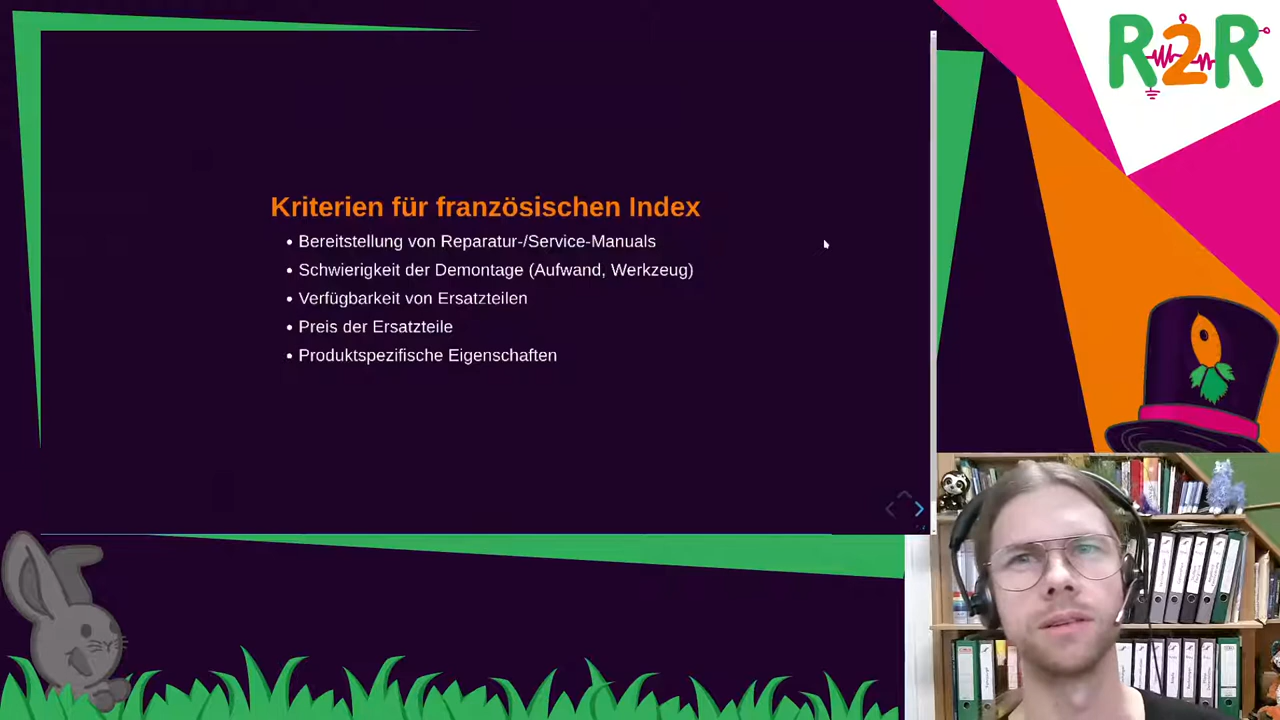 R2R
Kriterien für französischen Index
• Bereitstellung von Reparatur-/Service-Manuals
• Schwierigkeit der Demontage (Aufwand, Werkzeug)
• Verfügbarkeit von Ersatzteilen
• Preis der Ersatzteile
• Produktspezifische Eigenschaften